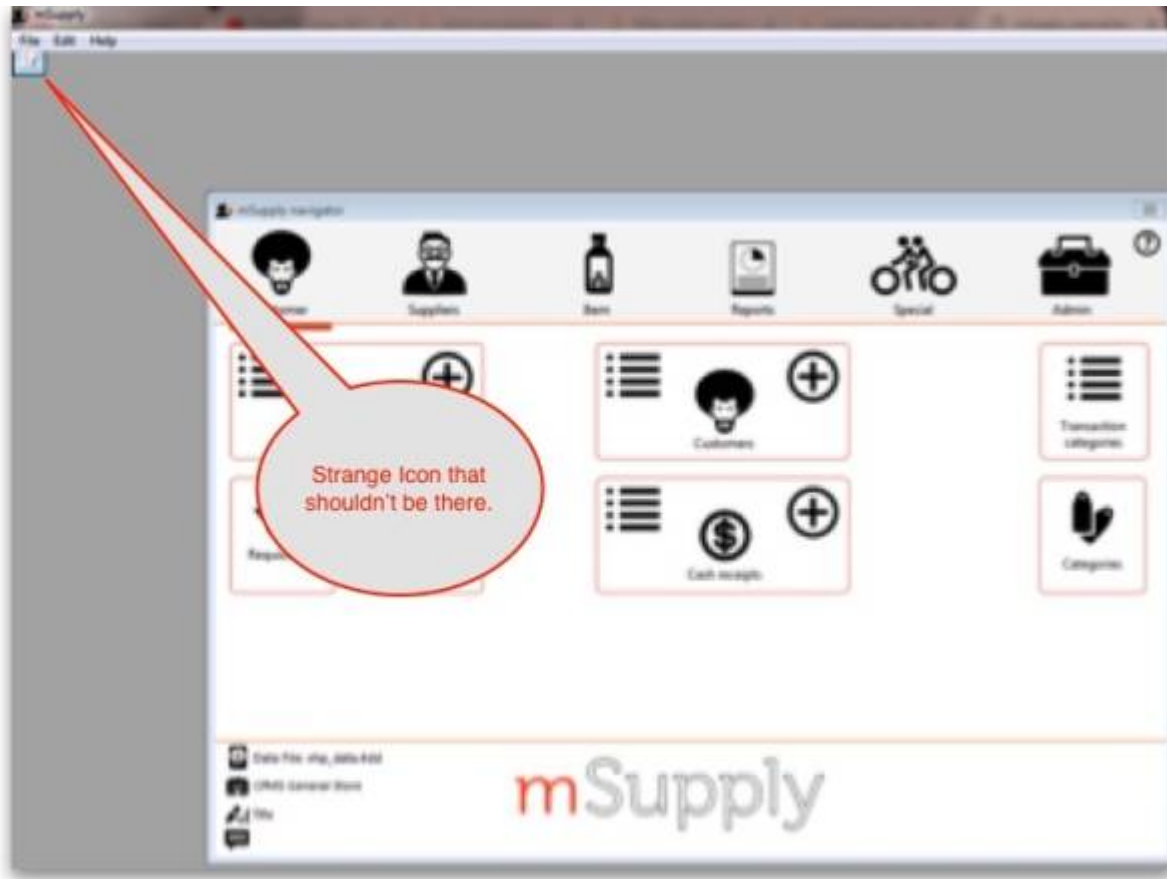 mSupply
File Edit Help
mSupply navigator
Customer Suppliers Item Reports Special Admin
Customers
Transaction
categories
Strange Icon that
shouldn't be there.
Cash receipts
Categories
mSupply